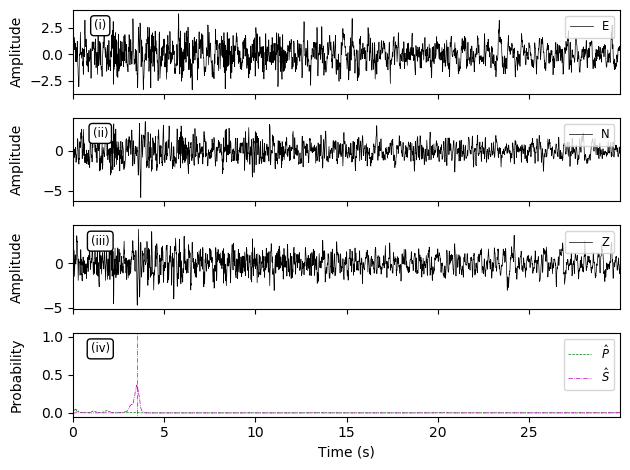 Amplitude
2.5
0.0
−2.5
(i)
E
Amplitude
0
−5
(ii)
N
Amplitude
0
−5
(iii)
Z
Probability
1.0
0.5
0.0
(iv)
P̂
Ŝ
0 5 10 15 20 25
Time (s)